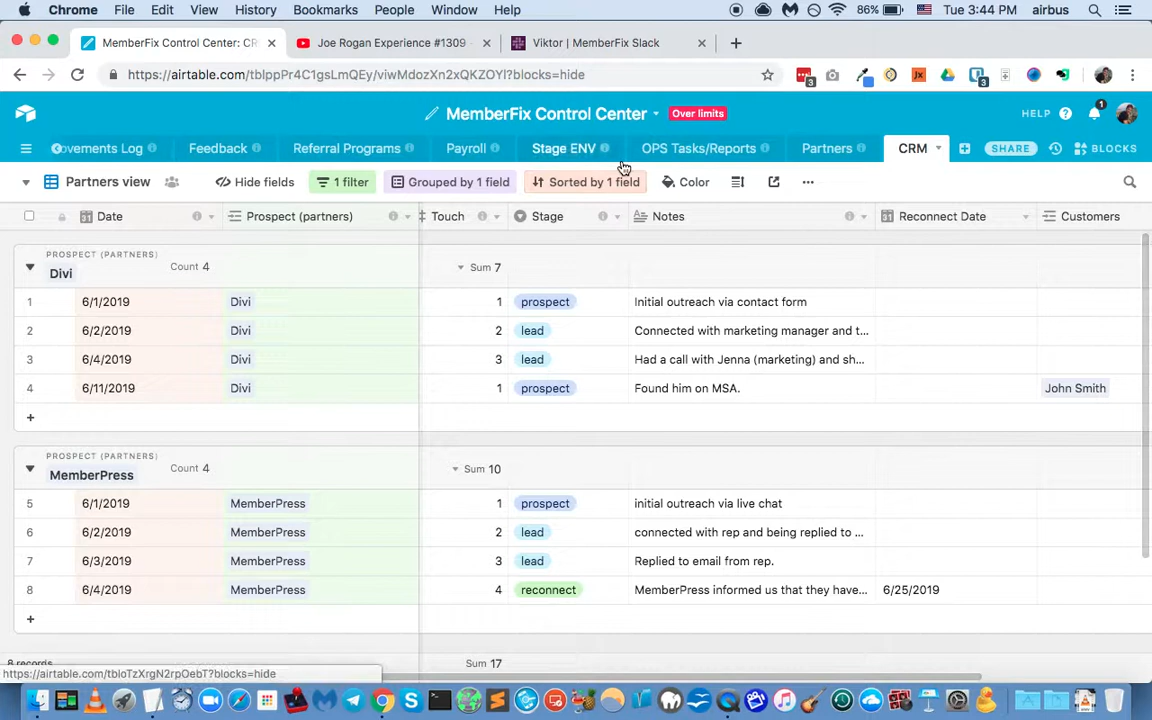 Chrome File Edit View History Bookmarks People Window Help 86% Tue 3:44 PM airbus
MemberFix Control Center: CR Joe Rogan Experience #1309 - Viktor | MemberFix Slack
https://airtable.com/tblppPr4C1gsLmQEy/viwMdozXn2xQKZOYl?blocks=hide 3 Jx 3
MemberFix Control Center Over limits HELP 1
ovements Log Feedback Referral Programs Payroll Stage ENV OPS Tasks/Reports Partners CRM SHARE BLOCKS
Partners view Hide fields 1 filter Grouped by 1 field Sorted by 1 field Color
Date Prospect (partners) Touch Stage Notes Reconnect Date Customers
PROSPECT (PARTNERS)
Divi Count 4 Sum 7
1 6/1/2019 Divi 1 prospect Initial outreach via contact form
2 6/2/2019 Divi 2 lead Connected with marketing manager and t...
3 6/4/2019 Divi 3 lead Had a call with Jenna (marketing) and sh...
4 6/11/2019 Divi 1 prospect Found him on MSA. John Smith
+
PROSPECT (PARTNERS)
MemberPress Count 4 Sum 10
5 6/1/2019 MemberPress 1 prospect initial outreach via live chat
6 6/2/2019 MemberPress 2 lead connected with rep and being replied to ...
7 6/3/2019 MemberPress 3 lead Replied to email from rep.
8 6/4/2019 MemberPress 4 reconnect MemberPress informed us that they have... 6/25/2019
+
8 records Sum 17
https://airtable.com/tbloTzXrgN2rpOebT?blocks=hide